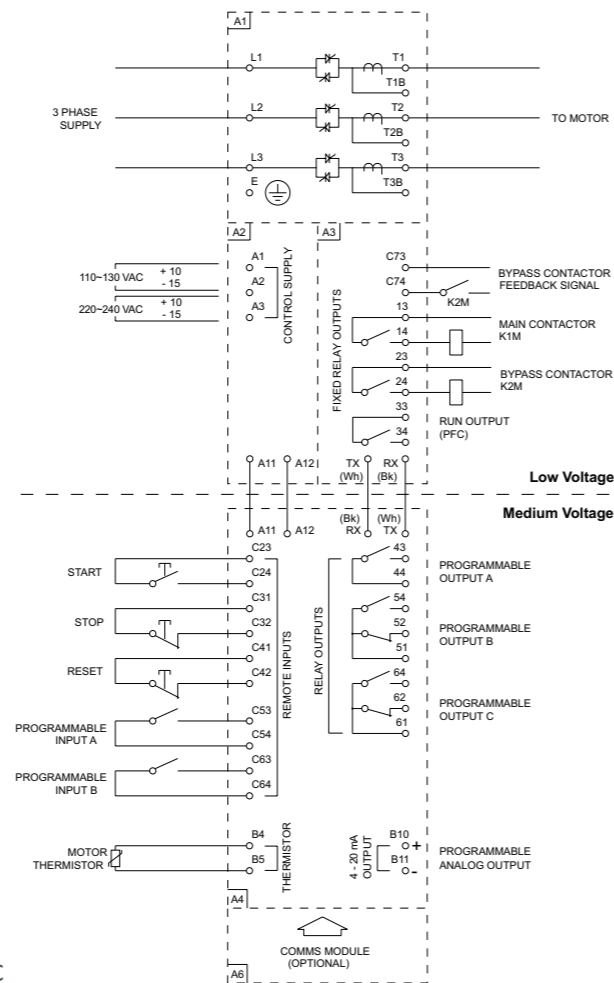 A1
L1
T1
T1B
3 PHASE
SUPPLY
L2
T2
TO MOTOR
T2B
L3
T3
E
T3B
A2
A3
A1
C73
110~130 VAC
+ 10
- 15
A2
C74
BYPASS CONTACTOR
FEEDBACK SIGNAL
220~240 VAC
+ 10
- 15
A3
CONTROL SUPPLY
K2M
FIXED RELAY OUTPUTS
13
14
MAIN CONTACTOR
K1M
23
24
BYPASS CONTACTOR
K2M
33
34
RUN OUTPUT
(PFC)
A11
A12
TX
(Wh)
RX
(Bk)
Low Voltage
Medium Voltage
A11
A12
(Bk)
RX
(Wh)
TX
START
C23
C24
43
44
PROGRAMMABLE
OUTPUT A
STOP
C31
C32
54
52
51
PROGRAMMABLE
OUTPUT B
RESET
C41
C42
REMOTE INPUTS
RELAY OUTPUTS
64
62
61
PROGRAMMABLE
OUTPUT C
PROGRAMMABLE
INPUT A
C53
C54
PROGRAMMABLE
INPUT B
C63
C64
MOTOR
THERMISTOR
B4
B5
THERMISTOR
4 - 20 mA
OUTPUT
B10
+
B11
-
PROGRAMMABLE
ANALOG OUTPUT
A4
COMMS MODULE
(OPTIONAL)
A6